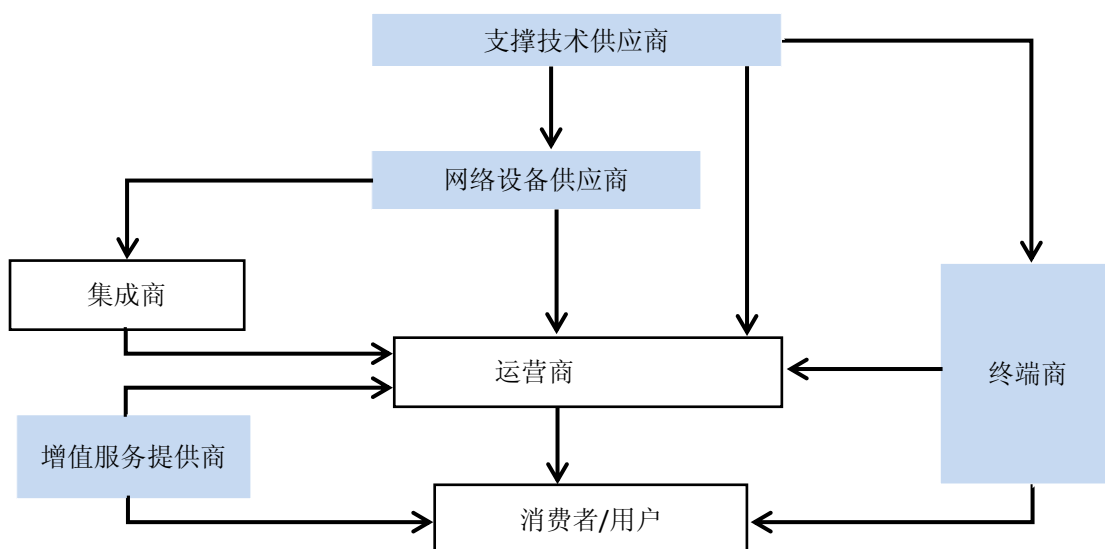 支撑技术供应商
网络设备供应商
集成商
运营商
终端商
增值服务提供商
消费者/用户